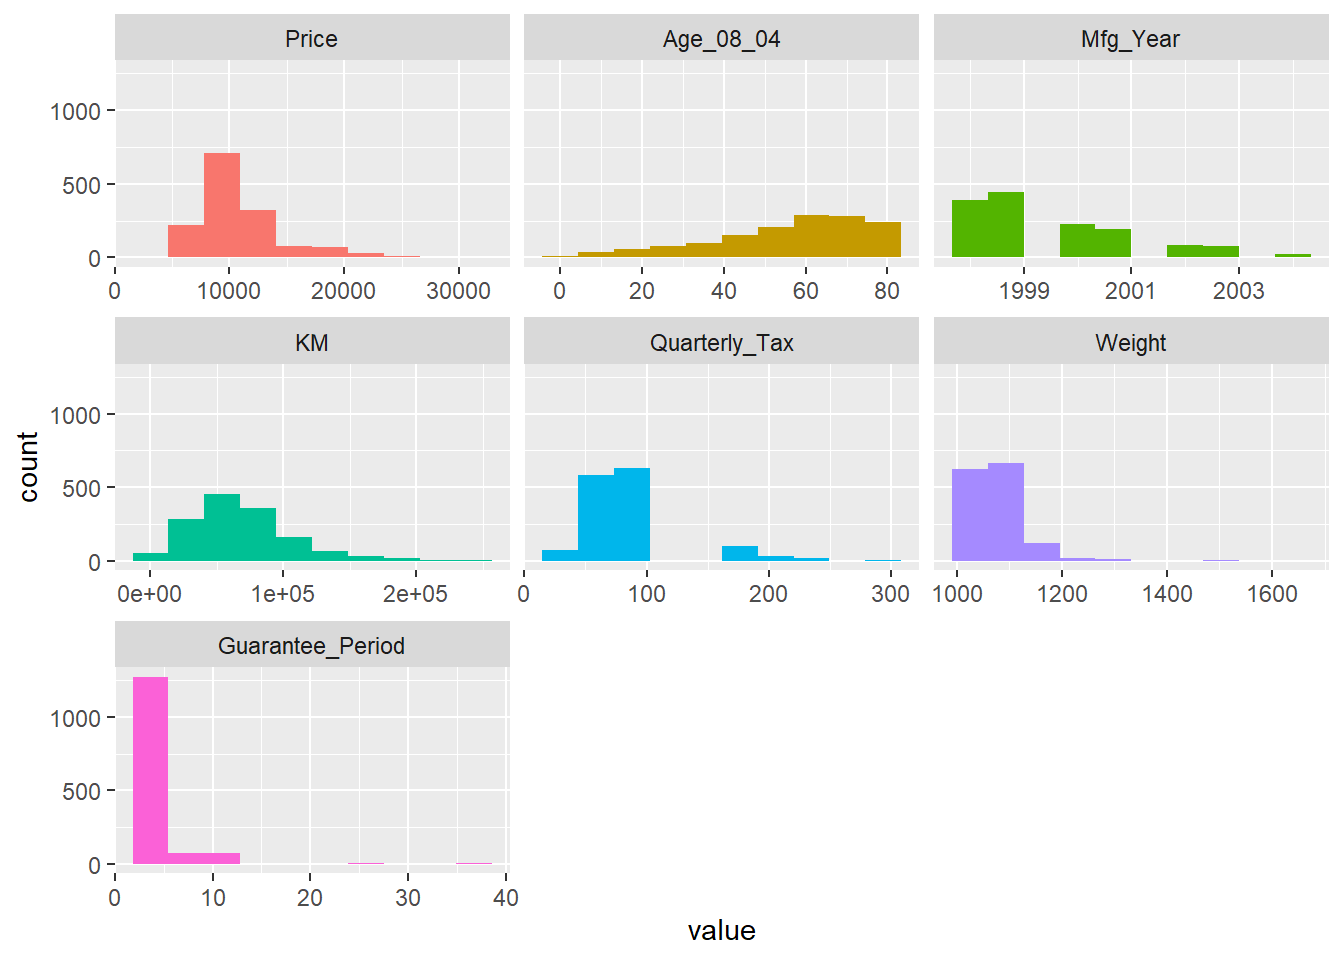 Price Age_08_04 Mfg_Year
1000
500
0
0 10000 20000 30000 0 20 40 60 80 1999 2001 2003
KM Quarterly_Tax Weight
1000
500
0
0e+00 1e+05 2e+05 0 100 200 300 1000 1200 1400 1600
count
Guarantee_Period
1000
500
0
0 10 20 30 40
value